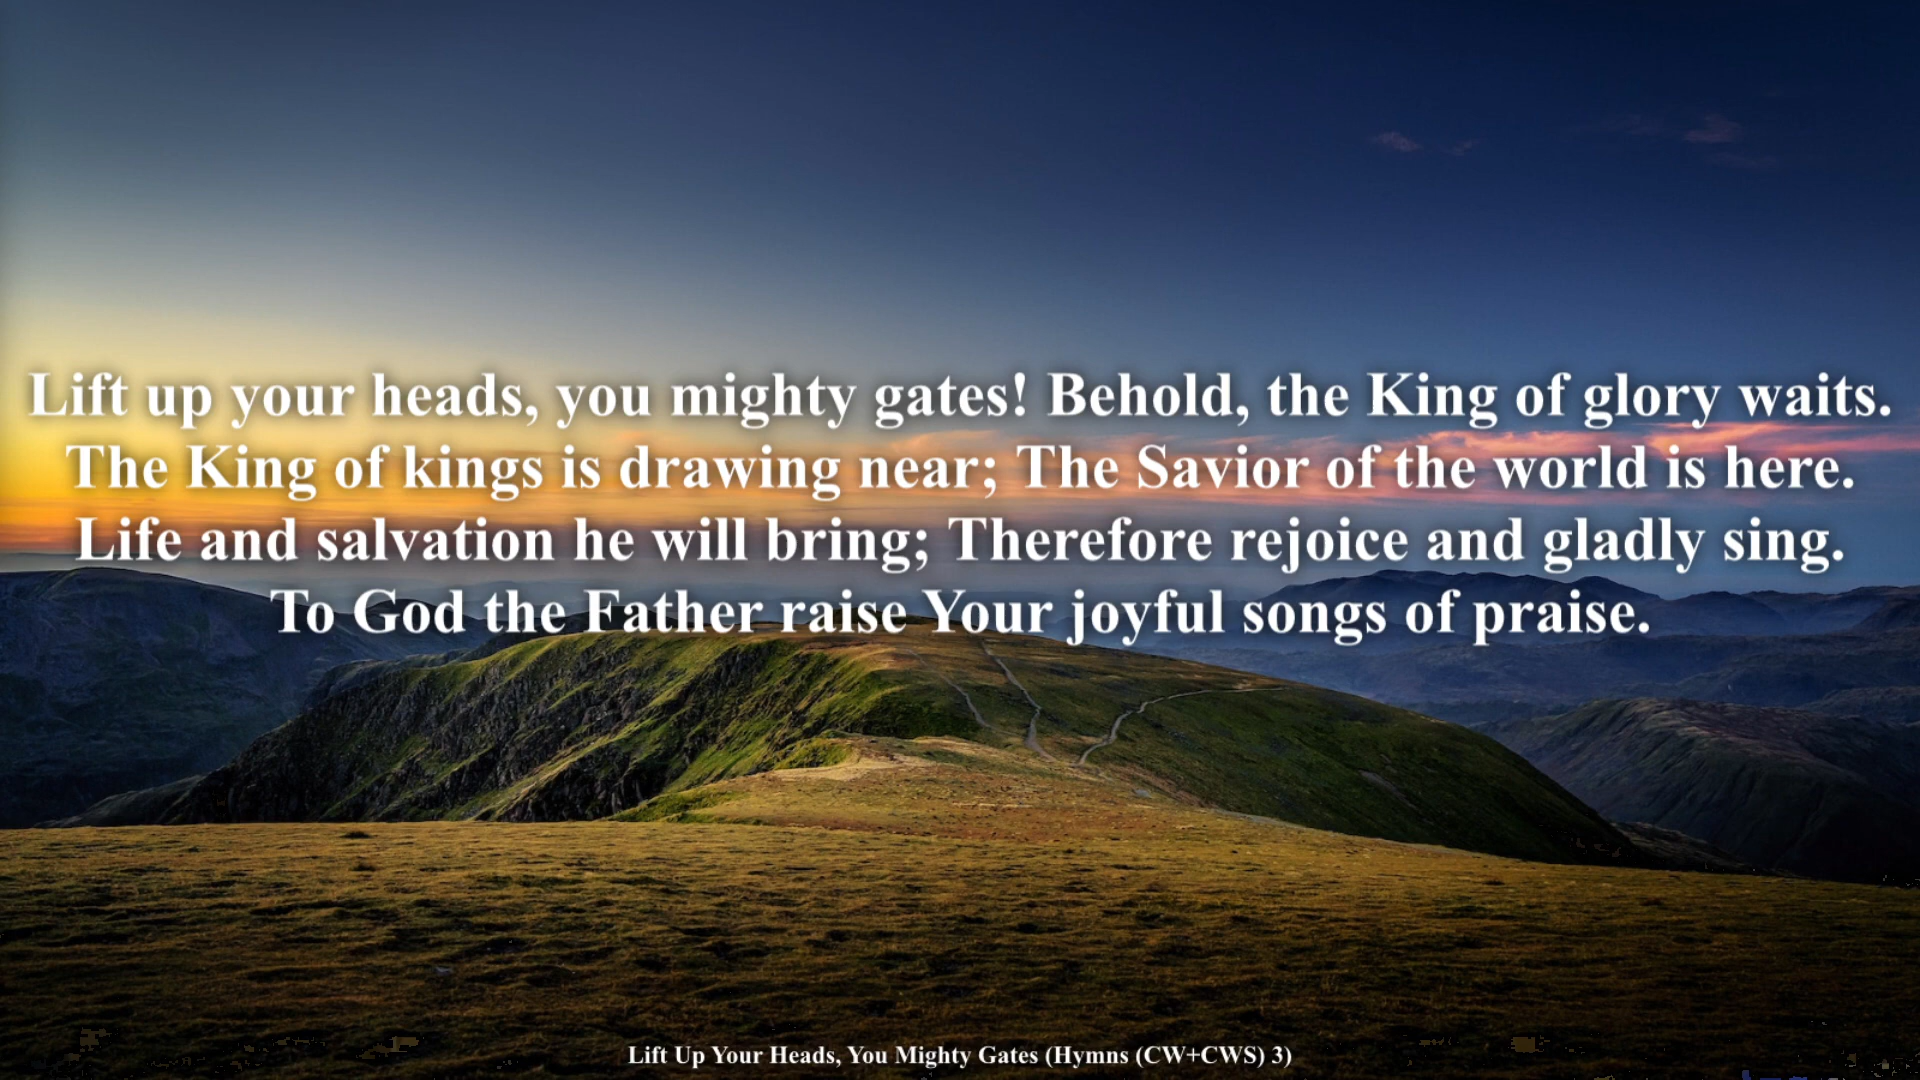 Lift up your heads, you mighty gates! Behold, the King of glory waits.
The King of kings is drawing near; The Savior of the world is here.
Life and salvation he will bring; Therefore rejoice and gladly sing.
To God the Father raise Your joyful songs of praise.
Lift Up Your Heads, You Mighty Gates (Hymns (CW+CWS) 3)